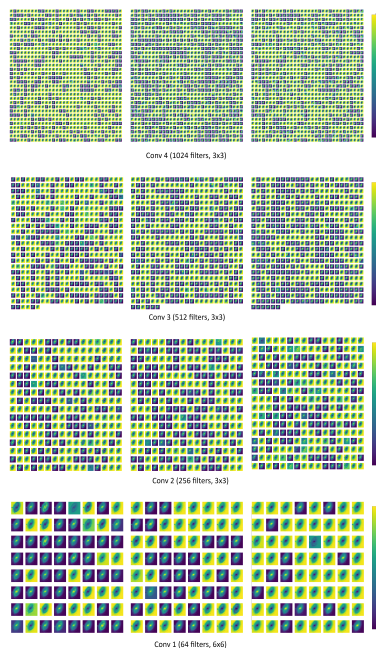 Conv 4 (1024 filters, 3x3)
Conv 3 (512 filters, 3x3)
Conv 2 (256 filters, 3x3)
Conv 1 (64 filters, 6x6)